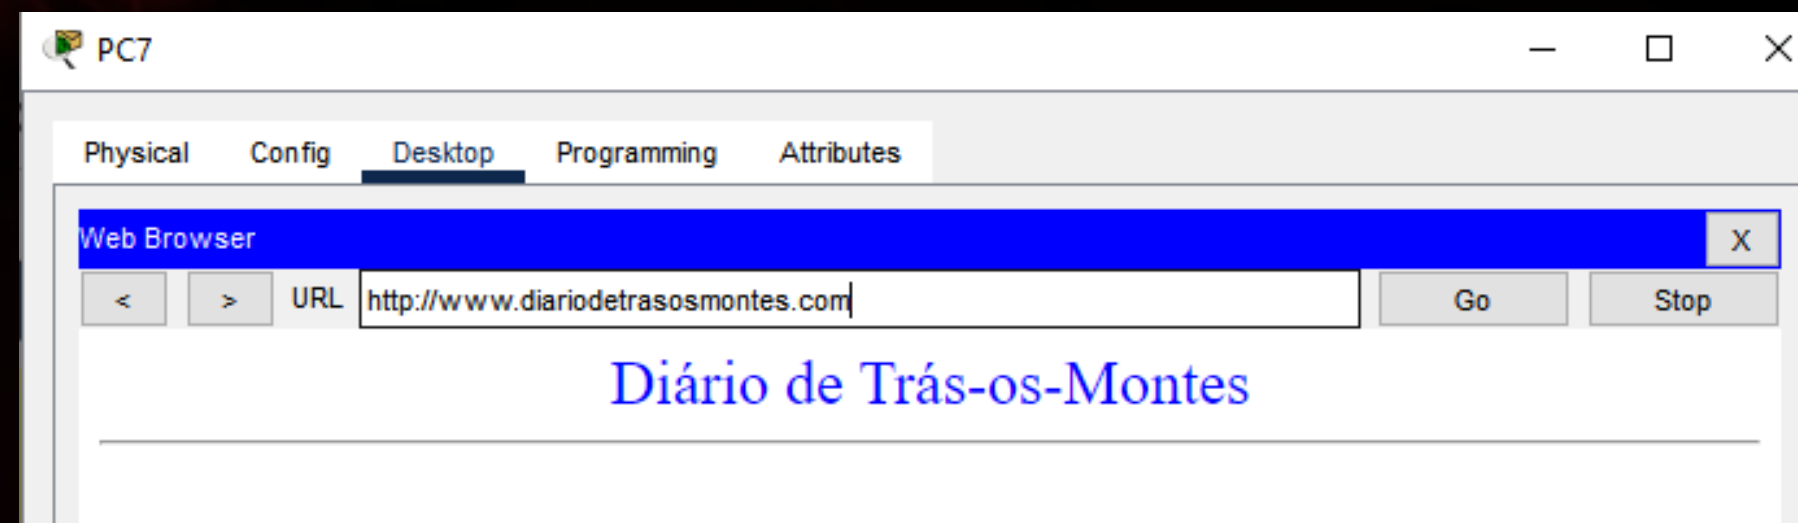 PC7
Physical Config Desktop Programming Attributes
Web Browser X
< > URL http://www.diariodetrasosmontes.com Go Stop
Diário de Trás-os-Montes